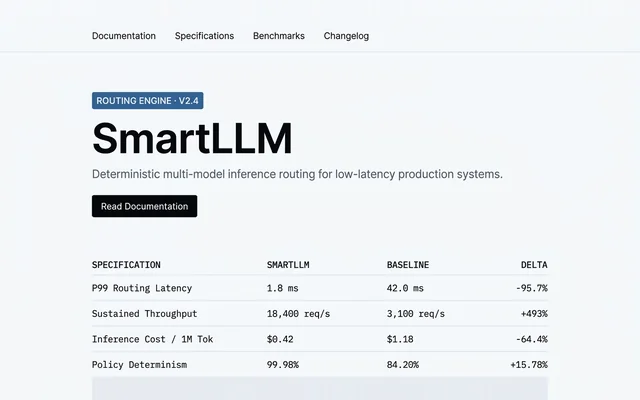 Documentation Specifications Benchmarks Changelog
ROUTING ENGINE · V2.4
SmartLLM
Deterministic multi-model inference routing for low-latency production systems.
Read Documentation
SPECIFICATION SMARTLLM BASELINE DELTA
P99 Routing Latency 1.8 ms 42.0 ms -95.7%
Sustained Throughput 18,400 req/s 3,100 req/s +493%
Inference Cost / 1M Tok $0.42 $1.18 -64.4%
Policy Determinism 99.98% 84.20% +15.78%